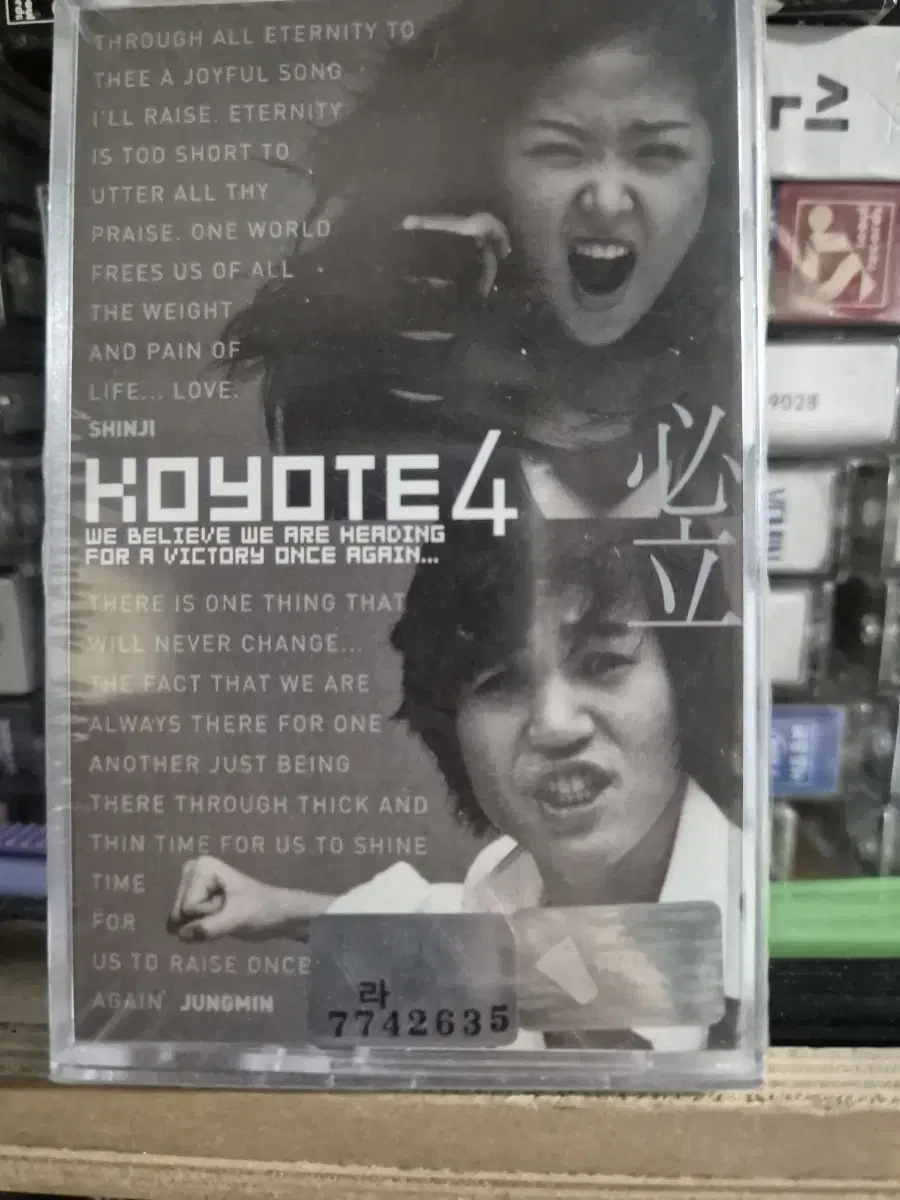 THROUGH ALL ETERNITY TO
THEE A JOYFUL SONG
I'LL RAISE. ETERNITY
IS TOO SHORT TO
UTTER ALL THY
PRAISE. ONE WORLD
FREES US OF ALL
THE WEIGHT
AND PAIN OF
LIFE... LOVE.
SHINJI
KOYOTE 4
必立
WE BELIEVE WE ARE HEADING
FOR A VICTORY ONCE AGAIN...
THERE IS ONE THING THAT
WILL NEVER CHANGE...
THE FACT THAT WE ARE
ALWAYS THERE FOR ONE
ANOTHER JUST BEING
THERE THROUGH THICK AND
THIN TIME FOR US TO SHINE
TIME
FOR
US TO RAISE ONCE
AGAIN" JUNGMIN
라
7742635
records
9028